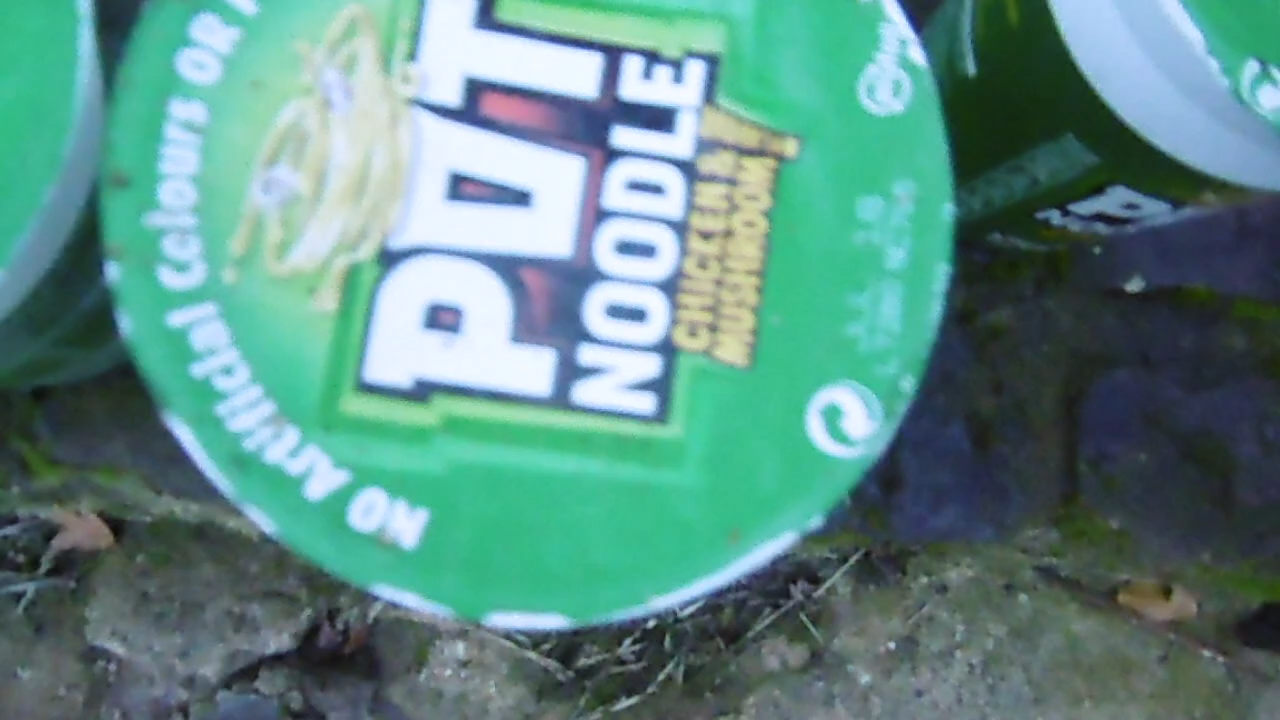 No Artificial Colours OR
POT
NOODLE
CHICKEN &
MUSHROOM!